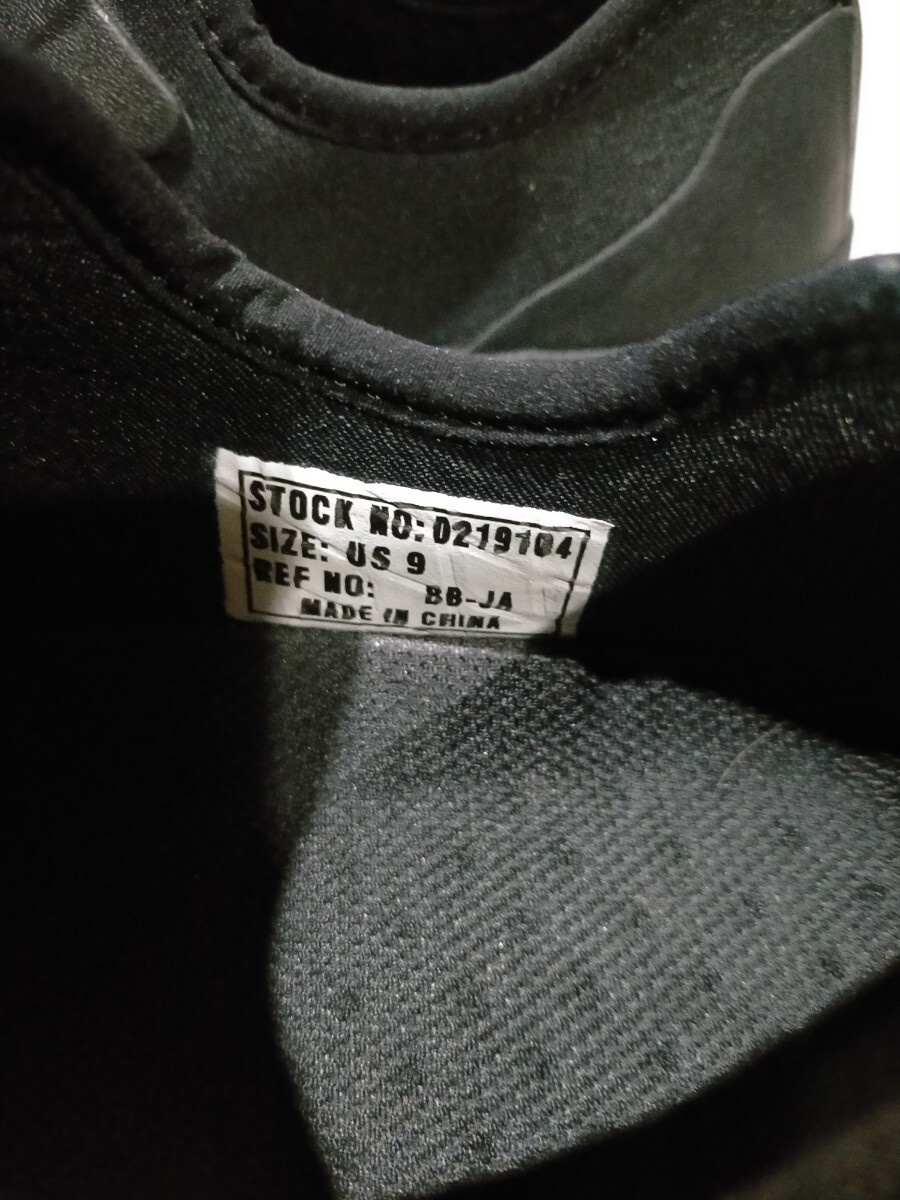 STOCK NO: 0219104
SIZE: US 9
REF NO: BB-JA
MADE IN CHINA